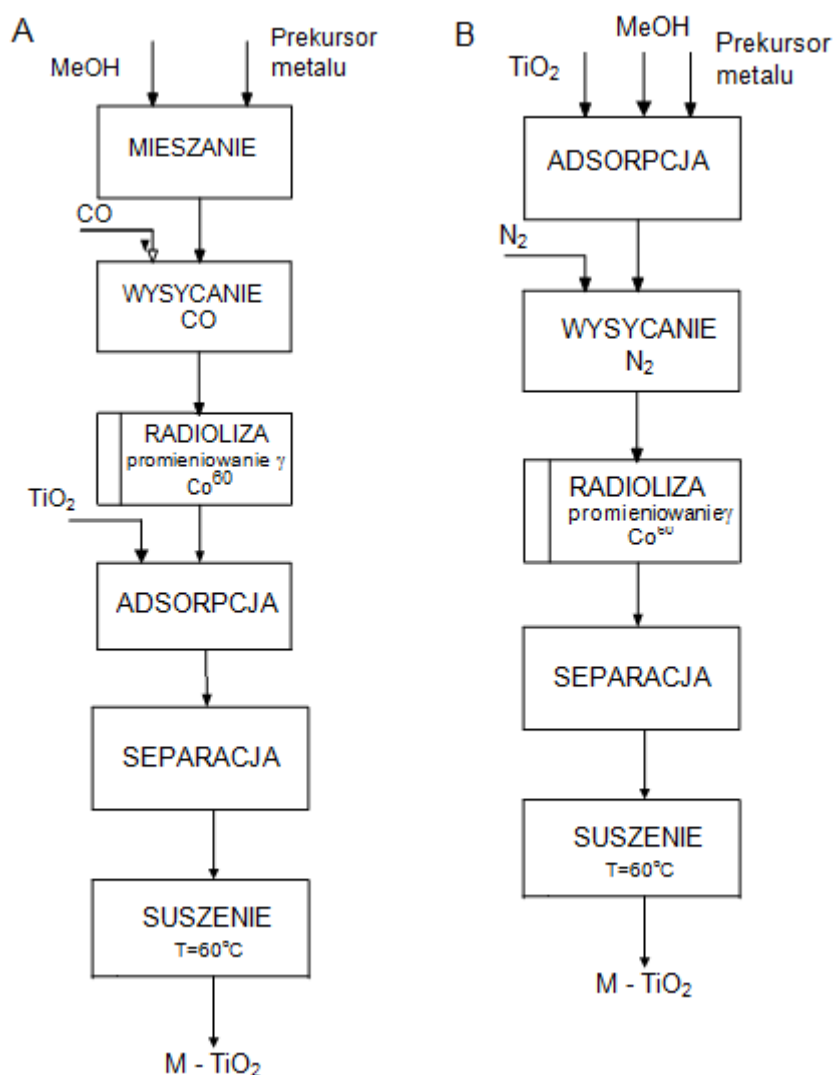 A
MeOH
Prekursor
metalu
MIESZANIE
CO
WYSYCANIE
CO
RADIOLIZA
promieniowanie γ
Co⁶⁰
TiO₂
ADSORPCJA
SEPARACJA
SUSZENIE
T=60°C
M - TiO₂
B
TiO₂
MeOH
Prekursor
metalu
ADSORPCJA
N₂
WYSYCANIE
N₂
RADIOLIZA
promieniowanieγ
Co⁶⁰
SEPARACJA
SUSZENIE
T=60°C
M - TiO₂